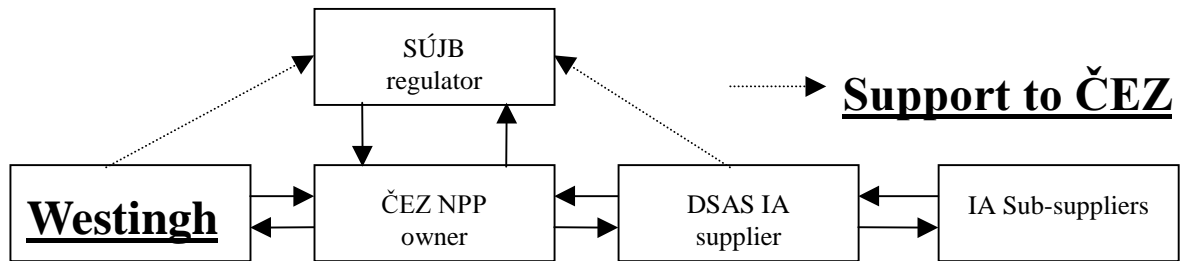 SÚJB
regulator
Support to ČEZ
Westingh
ČEZ NPP
owner
DSAS IA
supplier
IA Sub-suppliers